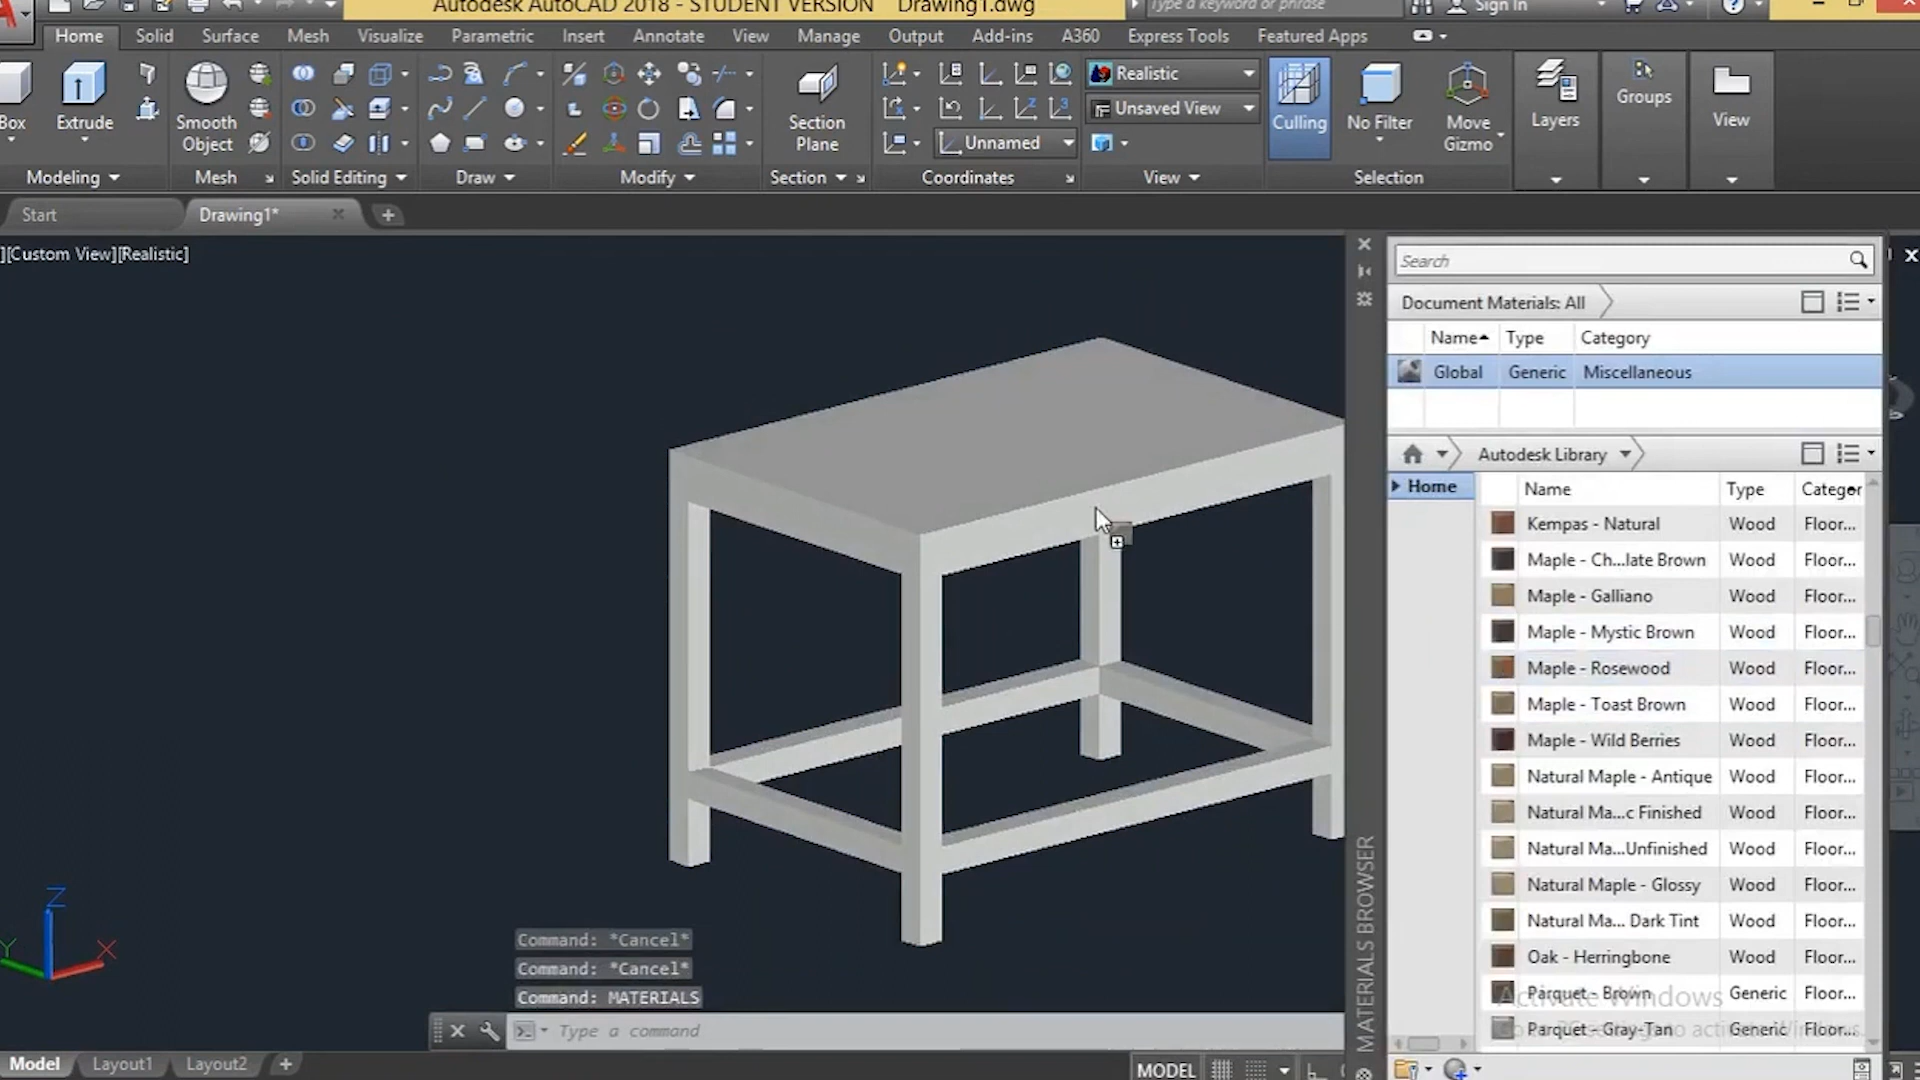 Autodesk AutoCAD 2018 - STUDENT VERSION Drawing1.dwg
Type a keyword or phrase
Sign In
Home Solid Surface Mesh Visualize Parametric Insert Annotate View Manage Output Add-ins A360 Express Tools Featured Apps
Box
Extrude
Smooth
Object
Section
Plane
Realistic
Unsaved View
Unnamed
Culling
No Filter
Move
Gizmo
Layers
Groups
View
Modeling
Mesh
Solid Editing
Draw
Modify
Section
Coordinates
View
Selection
Start
Drawing1*
][Custom View][Realistic]
Z
Y
X
Command: *Cancel*
Command: *Cancel*
Command: MATERIALS
Type a command
Model
Layout1
Layout2
MODEL
MATERIALS BROWSER
Search
Document Materials: All
Name Type Category
Global Generic Miscellaneous
Autodesk Library
Home
Name Type Categor
Kempas - Natural Wood Floor...
Maple - Ch...late Brown Wood Floor...
Maple - Galliano Wood Floor...
Maple - Mystic Brown Wood Floor...
Maple - Rosewood Wood Floor...
Maple - Toast Brown Wood Floor...
Maple - Wild Berries Wood Floor...
Natural Maple - Antique Wood Floor...
Natural Ma...c Finished Wood Floor...
Natural Ma...Unfinished Wood Floor...
Natural Maple - Glossy Wood Floor...
Natural Ma... Dark Tint Wood Floor...
Oak - Herringbone Wood Floor...
Parquet - Brown Generic Floor...
Parquet - Gray-Tan Generic Floor...
Activate Windows